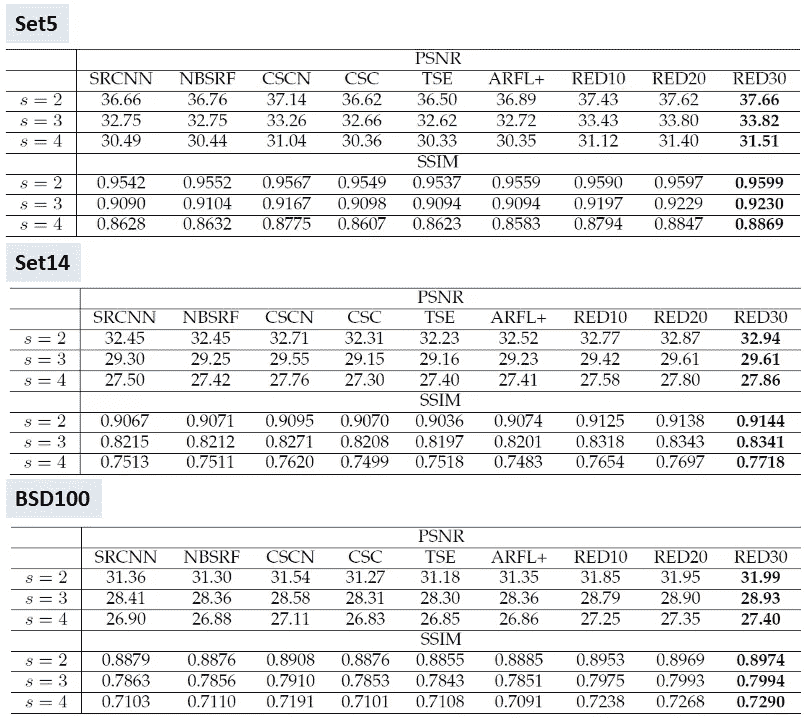 Set5
PSNR
SRCNN NBSRF CSCN CSC TSE ARFL+ RED10 RED20 RED30
s = 2 36.66 36.76 37.14 36.62 36.50 36.89 37.43 37.62 37.66
s = 3 32.75 32.75 33.26 32.66 32.62 32.72 33.43 33.80 33.82
s = 4 30.49 30.44 31.04 30.36 30.33 30.35 31.12 31.40 31.51
SSIM
s = 2 0.9542 0.9552 0.9567 0.9549 0.9537 0.9559 0.9590 0.9597 0.9599
s = 3 0.9090 0.9104 0.9167 0.9098 0.9094 0.9094 0.9197 0.9229 0.9230
s = 4 0.8628 0.8632 0.8775 0.8607 0.8623 0.8583 0.8794 0.8847 0.8869
Set14
PSNR
SRCNN NBSRF CSCN CSC TSE ARFL+ RED10 RED20 RED30
s = 2 32.45 32.45 32.71 32.31 32.23 32.52 32.77 32.87 32.94
s = 3 29.30 29.25 29.55 29.15 29.16 29.23 29.42 29.61 29.61
s = 4 27.50 27.42 27.76 27.30 27.40 27.41 27.58 27.80 27.86
SSIM
s = 2 0.9067 0.9071 0.9095 0.9070 0.9036 0.9074 0.9125 0.9138 0.9144
s = 3 0.8215 0.8212 0.8271 0.8208 0.8197 0.8201 0.8318 0.8343 0.8341
s = 4 0.7513 0.7511 0.7620 0.7499 0.7518 0.7483 0.7654 0.7697 0.7718
BSD100
PSNR
SRCNN NBSRF CSCN CSC TSE ARFL+ RED10 RED20 RED30
s = 2 31.36 31.30 31.54 31.27 31.18 31.35 31.85 31.95 31.99
s = 3 28.41 28.36 28.58 28.31 28.30 28.36 28.79 28.90 28.93
s = 4 26.90 26.88 27.11 26.83 26.85 26.86 27.25 27.35 27.40
SSIM
s = 2 0.8879 0.8876 0.8908 0.8876 0.8855 0.8885 0.8953 0.8969 0.8974
s = 3 0.7863 0.7856 0.7910 0.7853 0.7843 0.7851 0.7975 0.7993 0.7994
s = 4 0.7103 0.7110 0.7191 0.7101 0.7108 0.7091 0.7238 0.7268 0.7290